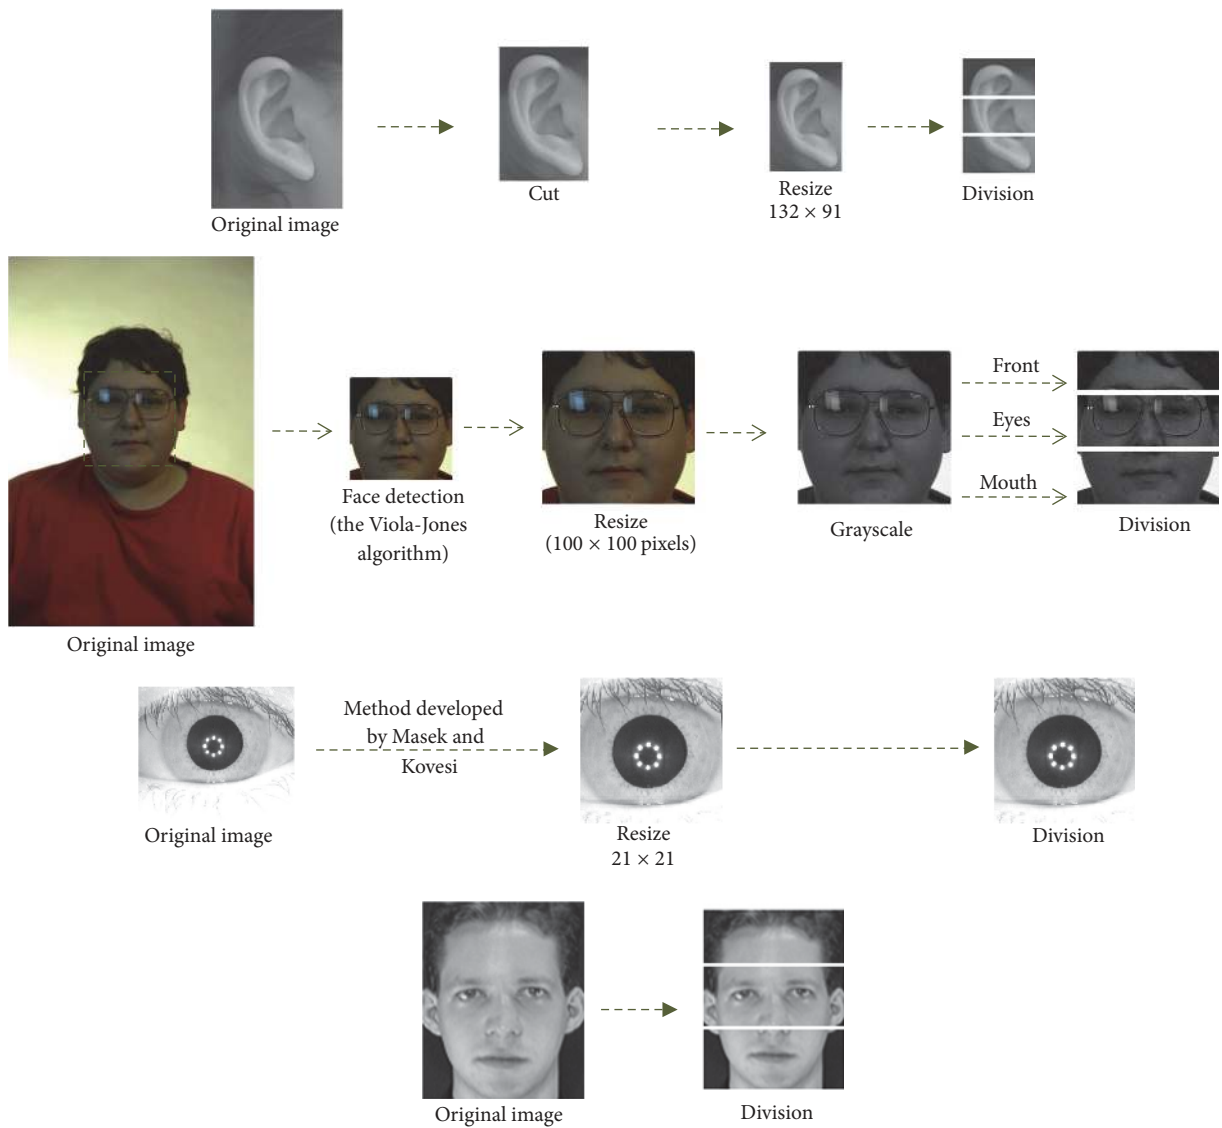 Original image
Cut
Resize
132 × 91
Division
Original image
Face detection
(the Viola-Jones
algorithm)
Resize
(100 × 100 pixels)
Grayscale
Front
Eyes
Mouth
Division
Original image
Method developed
by Masek and
Kovesi
Resize
21 × 21
Division
Original image
Division